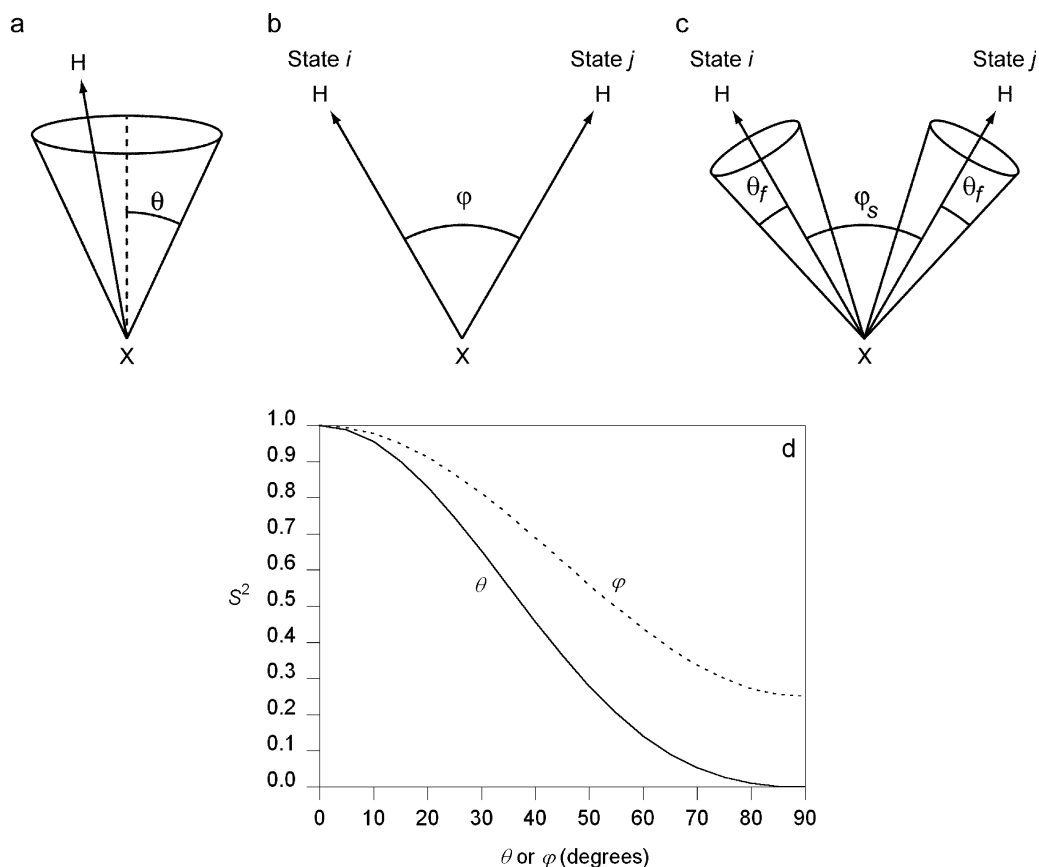 a
H
θ
X
b
State i
State j
H
H
φ
X
c
State i
State j
H
H
θf
φs
θf
X
d
1.0
0.9
0.8
0.7
0.6
0.5
0.4
0.3
0.2
0.1
0.0
S²
θ
φ
0 10 20 30 40 50 60 70 80 90
θ or φ (degrees)